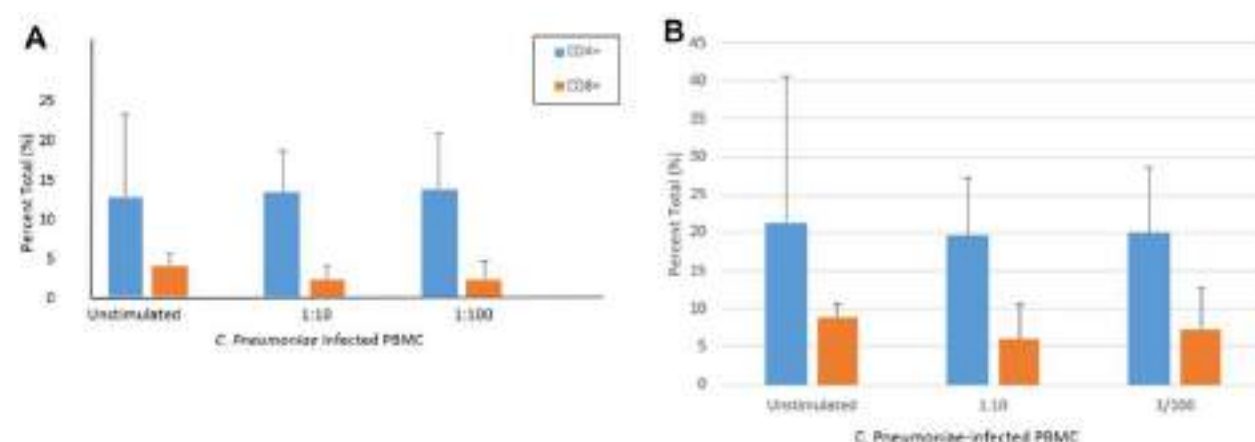 A
CD4+
CD8+
25
20
15
10
5
0
Percent Total (%)
Unstimulated 1:10 1:100
C. Pneumoniae Infected PBMC
B
45
40
35
30
25
20
15
10
5
0
Percent Total (%)
Unstimulated 1:10 1/100
C. Pneumoniae-infected PBMC